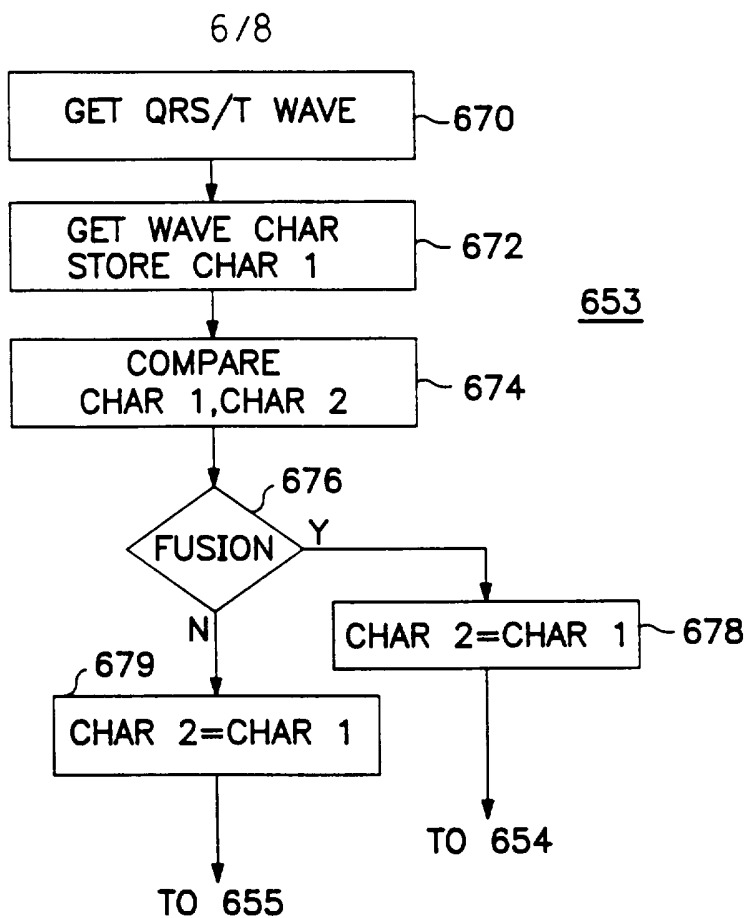 6/8
GET QRS/T WAVE
670
GET WAVE CHAR
STORE CHAR 1
672
653
COMPARE
CHAR 1,CHAR 2
674
676
FUSION
Y
N
CHAR 2=CHAR 1
678
679
CHAR 2=CHAR 1
TO 654
TO 655